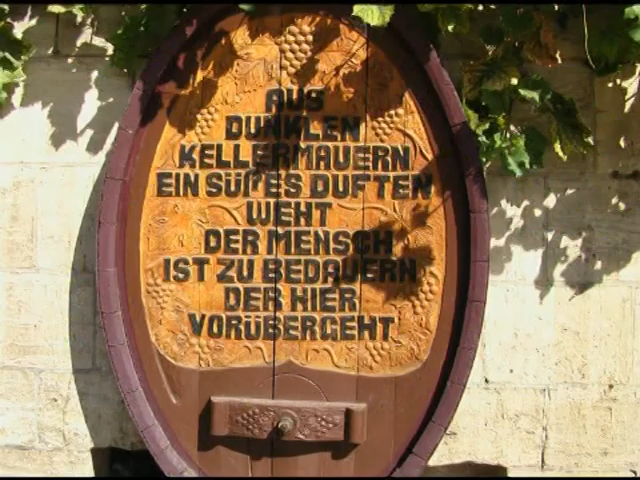 AUS
DUNKLEN
KELLERMAUERN
EIN SÜẞES DUFTEN
WEHT
DER MENSCH
IST ZU BEDAUERN
DER HIER
VORÜBERGEHT